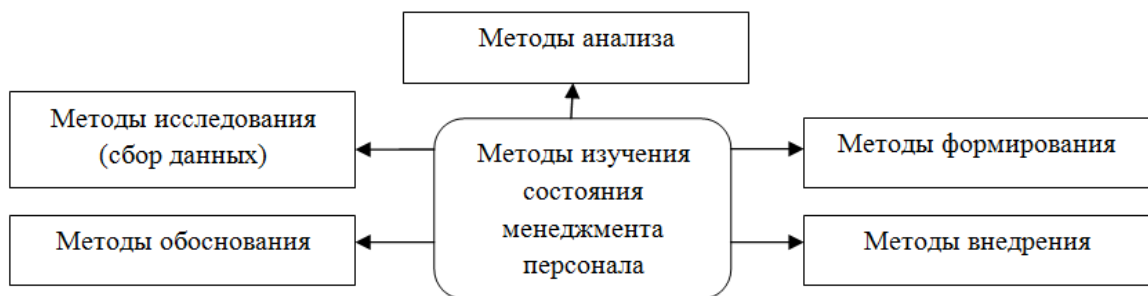 Методы анализа
Методы исследования
(сбор данных)
Методы изучения
состояния
менеджмента
персонала
Методы формирования
Методы обоснования
Методы внедрения